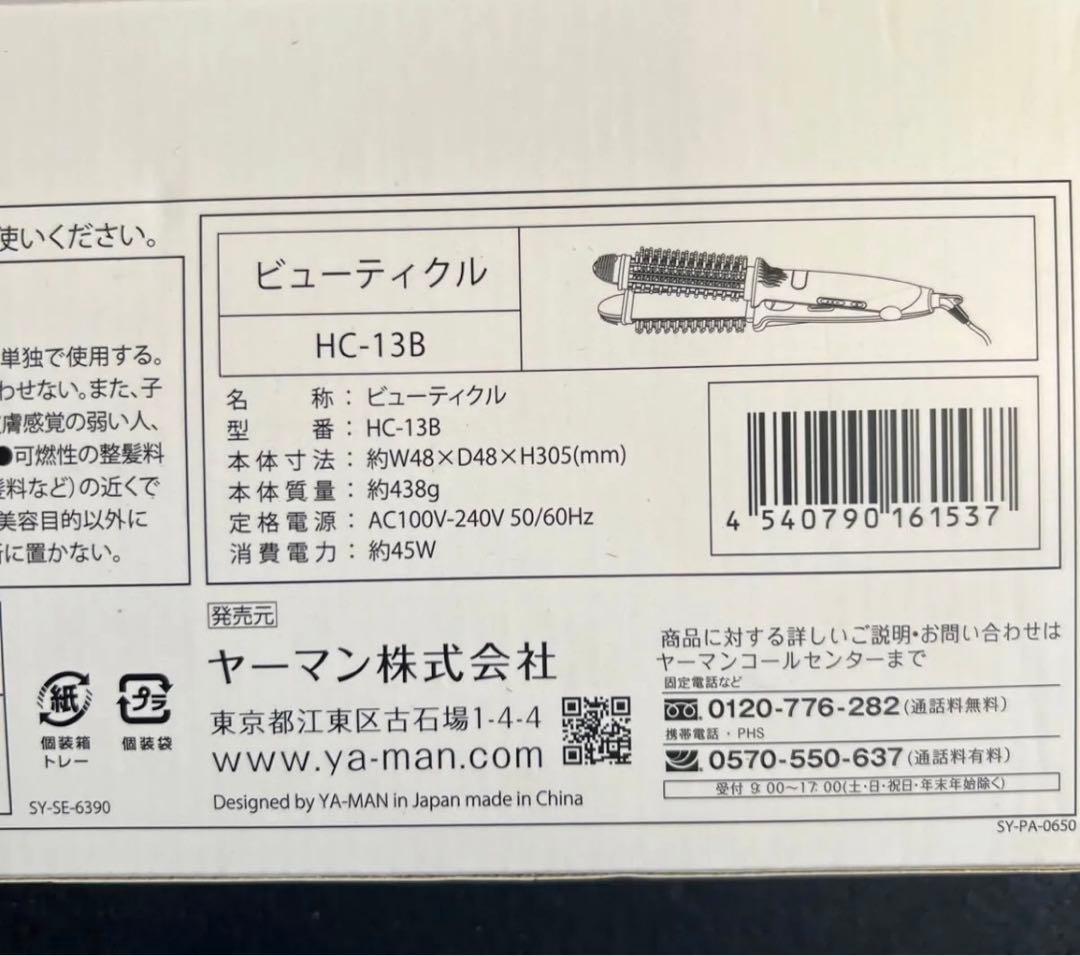 使いください。
単独で使用する。
わせない。また、子
膚感覚の弱い人、
●可燃性の整髪料
料など)の近くで
美容目的以外に
に置かない。
ビューティクル
HC-13B
名称：ビューティクル
型番：HC-13B
本体寸法：約W48×D48×H305(mm)
本体質量：約438g
定格電源：AC100V-240V 50/60Hz
消費電力：約45W
4 540790 161537
発売元
ヤーマン株式会社
東京都江東区古石場1-4-4
www.ya-man.com
Designed by YA-MAN in Japan made in China
紙
個装箱
トレー
プラ
個装袋
SY-SE-6390
商品に対する詳しいご説明・お問い合わせは
ヤーマンコールセンターまで
固定電話など
0120-776-282(通話料無料)
携帯電話・PHS
0570-550-637(通話料有料)
受付 9:00〜17:00(土・日・祝日・年末年始除く)
SY-PA-0650